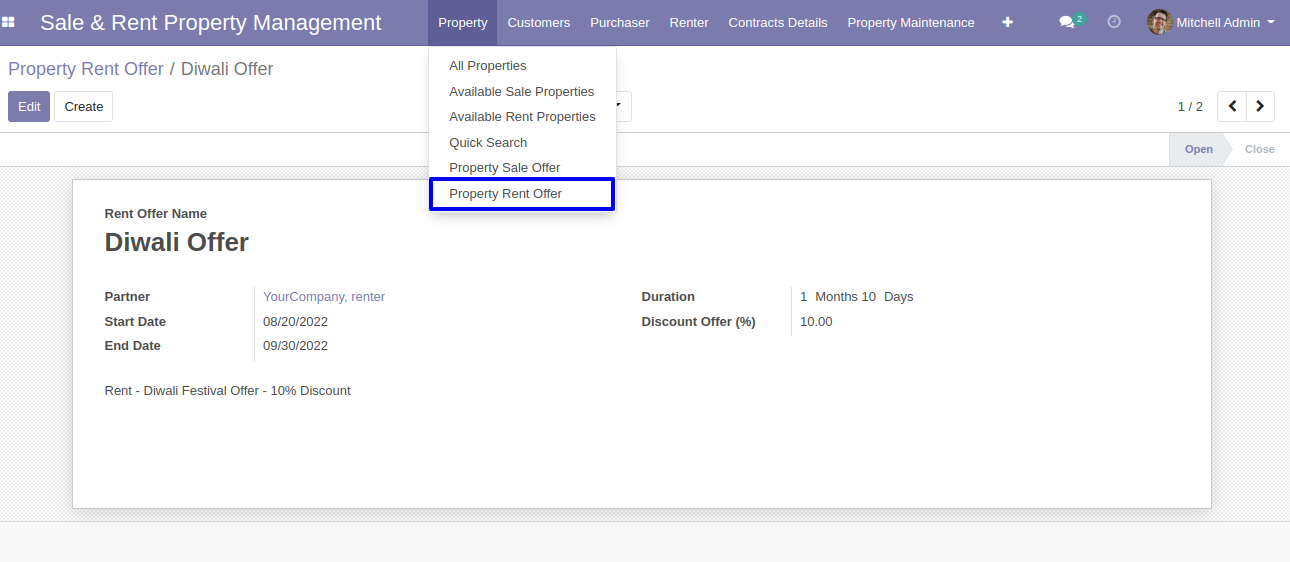 Sale & Rent Property Management Property Customers Purchaser Renter Contracts Details Property Maintenance 2 Mitchell Admin
Property Rent Offer / Diwali Offer
All Properties
Available Sale Properties
Available Rent Properties
Quick Search
Property Sale Offer
Property Rent Offer
Edit Create 1 / 2
Open Close
Rent Offer Name
Diwali Offer
Partner YourCompany, renter Duration 1 Months 10 Days
Start Date 08/20/2022 Discount Offer (%) 10.00
End Date 09/30/2022
Rent - Diwali Festival Offer - 10% Discount